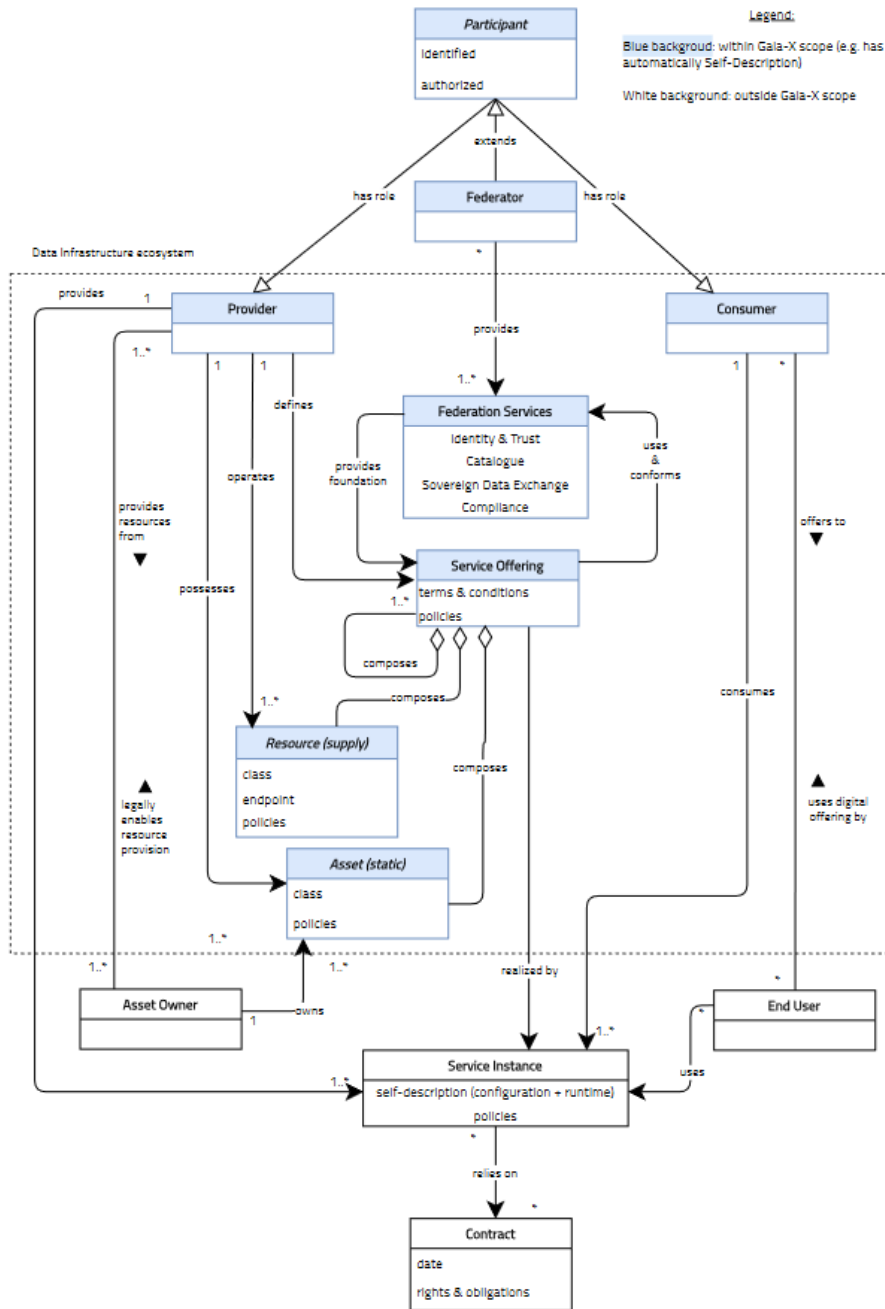 Participant
identified
authorized
Legend:
Blue backgroud: within Gaia-X scope (e.g. has
automatically Self-Description)
White background: outside Gaia-X scope
extends
has role
Federator
has role
*
Data Infrastructure ecosystem
provides
1
Provider
Consumer
provides
1..*
1
1
1
*
defines
1..*
Federation Services
Identity & Trust
Catalogue
Sovereign Data Exchange
Compliance
uses
&
conforms
provides
foundation
operates
provides
resources
from
offers to
Service Offering
terms & conditions
policies
1..*
possesses
composes
consumes
composes
1..*
Resource (supply)
class
endpoint
policies
composes
legally
enables
resource
provision
uses digital
offering by
Asset (static)
class
policies
1..*
1..*
1..*
realized by
*
Asset Owner
1
owns
End User
*
1..*
Service Instance
self-description (configuration + runtime)
policies
1..*
uses
*
relies on
*
Contract
date
rights & obligations